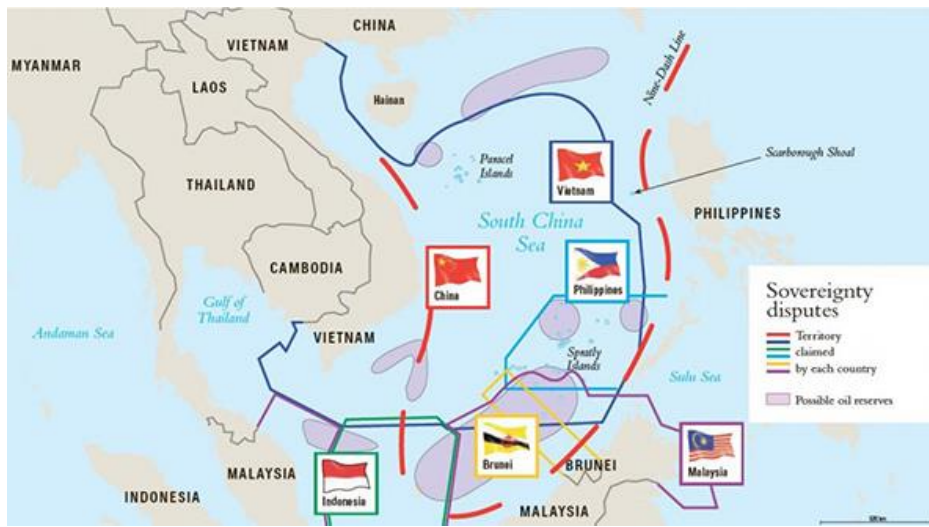 CHINA
VIETNAM
MYANMAR
LAOS
Hainan
Nine-Dash Line
Paracel
Islands
Vietnam
Scarborough Shoal
THAILAND
South China
Sea
PHILIPPINES
CAMBODIA
China
Philippines
Gulf of
Thailand
Andaman Sea
VIETNAM
Spratly
Islands
Sulu Sea
Sovereignty
disputes
Territory
claimed
by each country
Possible oil reserves
MALAYSIA
Indonesia
Brunei
BRUNEI
Malaysia
INDONESIA
MALAYSIA